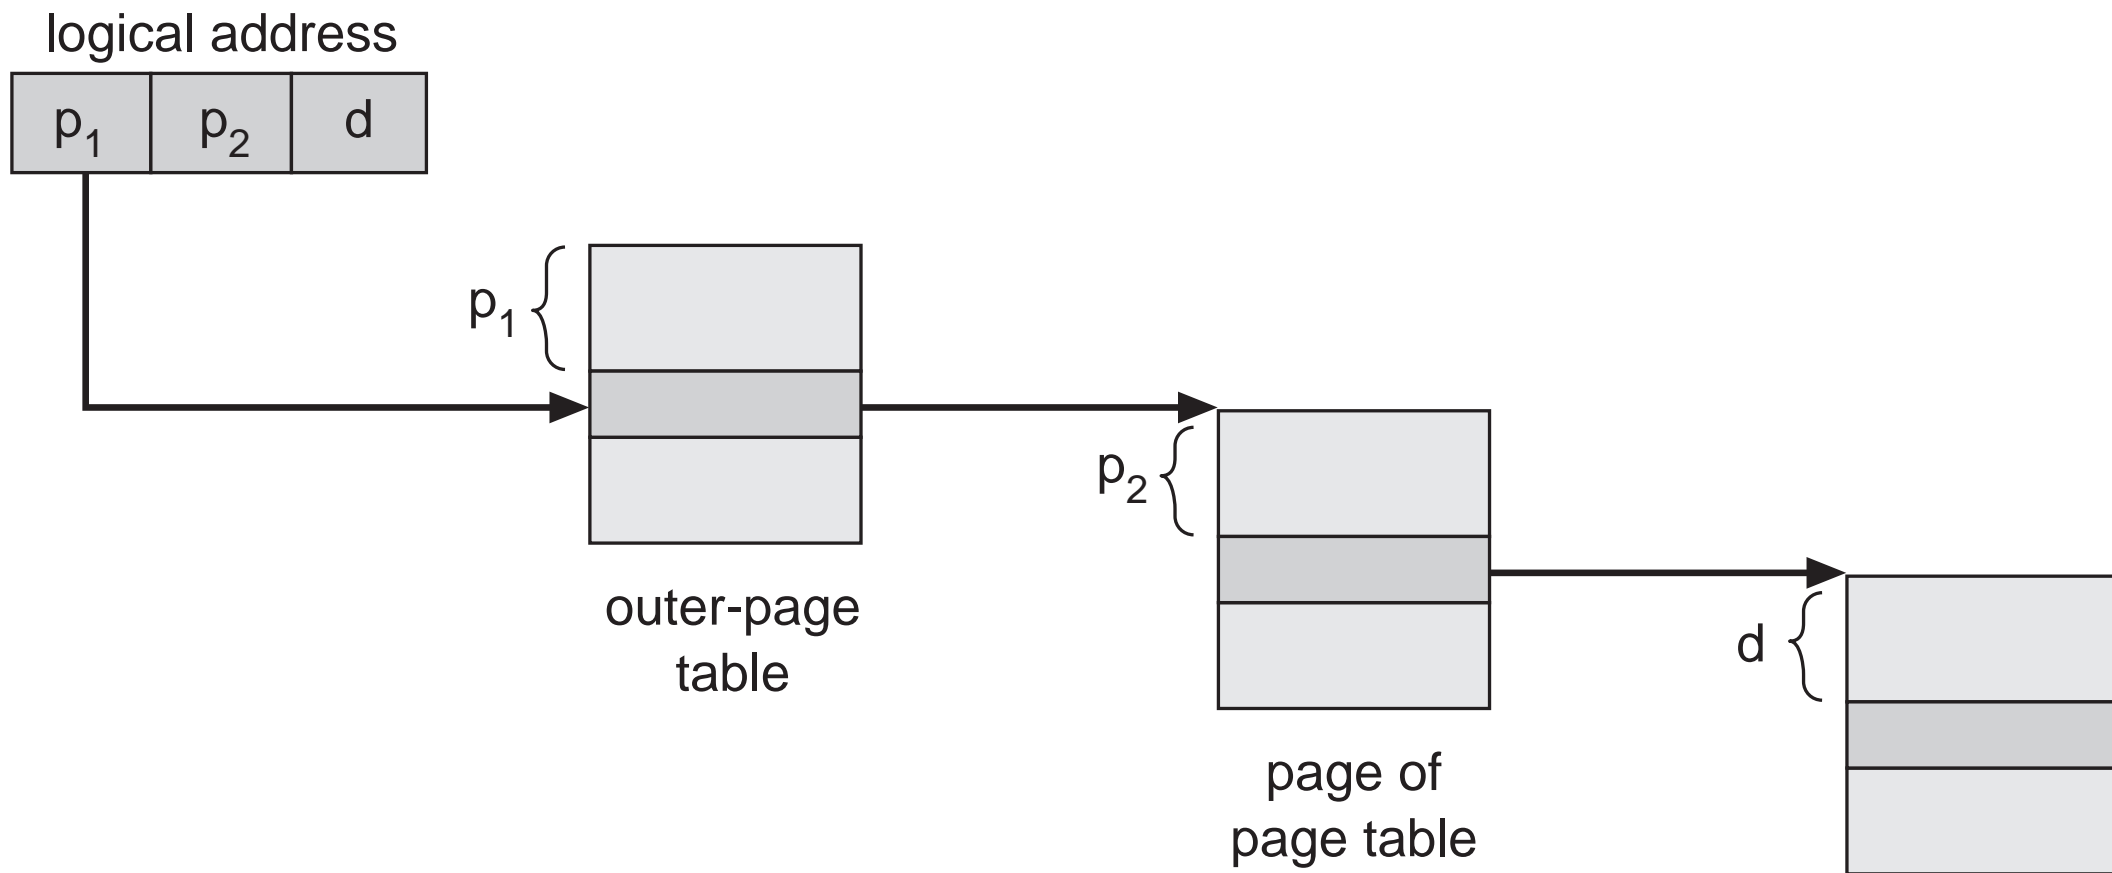 logical address
p1 p2 d
p1
outer-page
table
p2
page of
page table
d